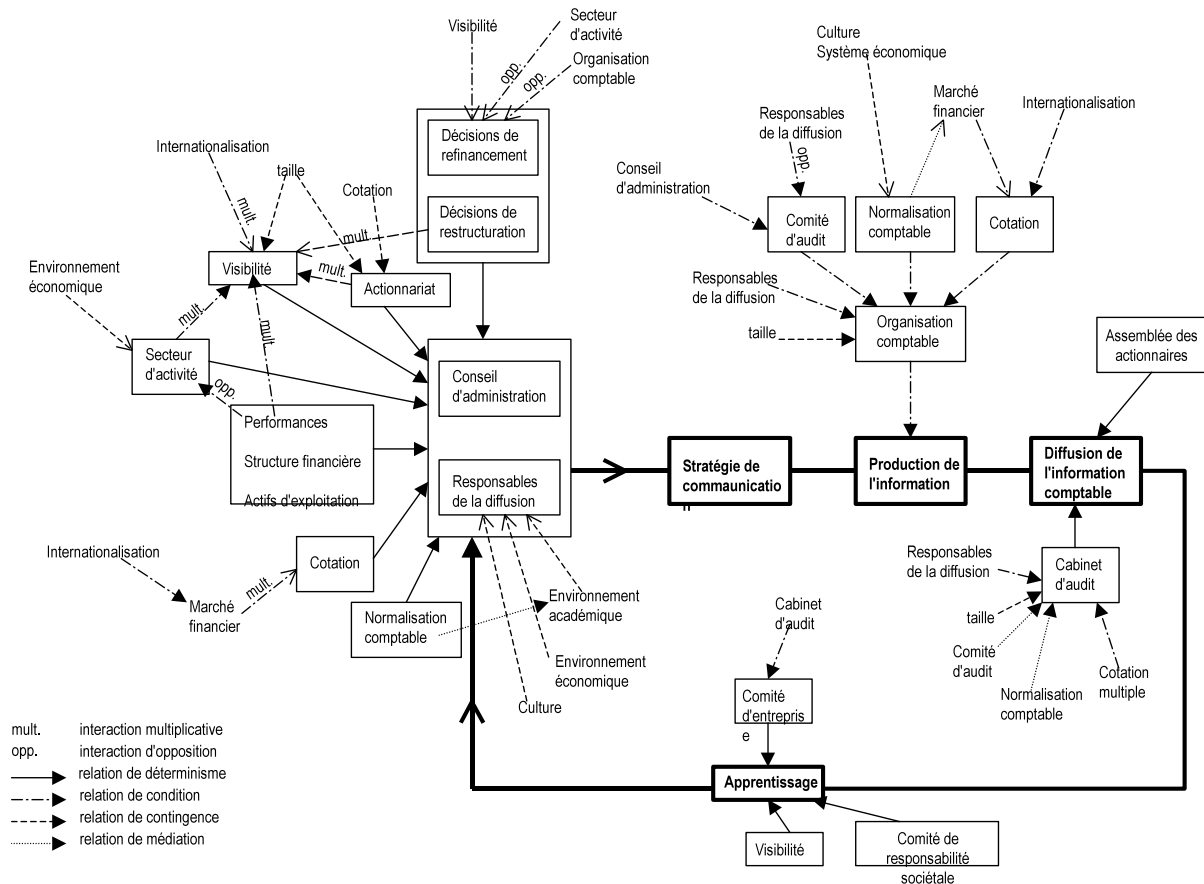 Visibilité
Secteur
d'activité
opp.
Organisation
comptable
opp.
Décisions de
refinancement
Décisions de
restructuration
Internationalisation
mult.
taille
Cotation
mult
Visibilité
mult.
Actionnariat
Environnement
économique
mult.
mult
Secteur
d'activité
opp.
Performances
Structure financière
Actifs d'exploitation
Conseil
d'administration
Responsables
de la diffusion
Internationalisation
Marché
financier
mult.
Cotation
Normalisation
comptable
Environnement
académique
Environnement
économique
Culture
Culture
Système économique
Responsables
de la diffusion
opp.
Marché
financier
Internationalisation
Conseil
d'administration
Comité
d'audit
Normalisation
comptable
Cotation
Responsables
de la diffusion
taille
Organisation
comptable
Assemblée des
actionnaires
Stratégie de
communicatio
n
Production de
l'information
Diffusion de
l'information
comptable
Responsables
de la diffusion
taille
Comité
d'audit
Normalisation
comptable
Cabinet
d'audit
Cotation
multiple
Cabinet
d'audit
Comité
d'entrepris
e
Apprentissage
Visibilité
Comité de
responsabilité
sociétale
mult. interaction multiplicative
opp. interaction d'opposition
relation de déterminisme
relation de condition
relation de contingence
relation de médiation